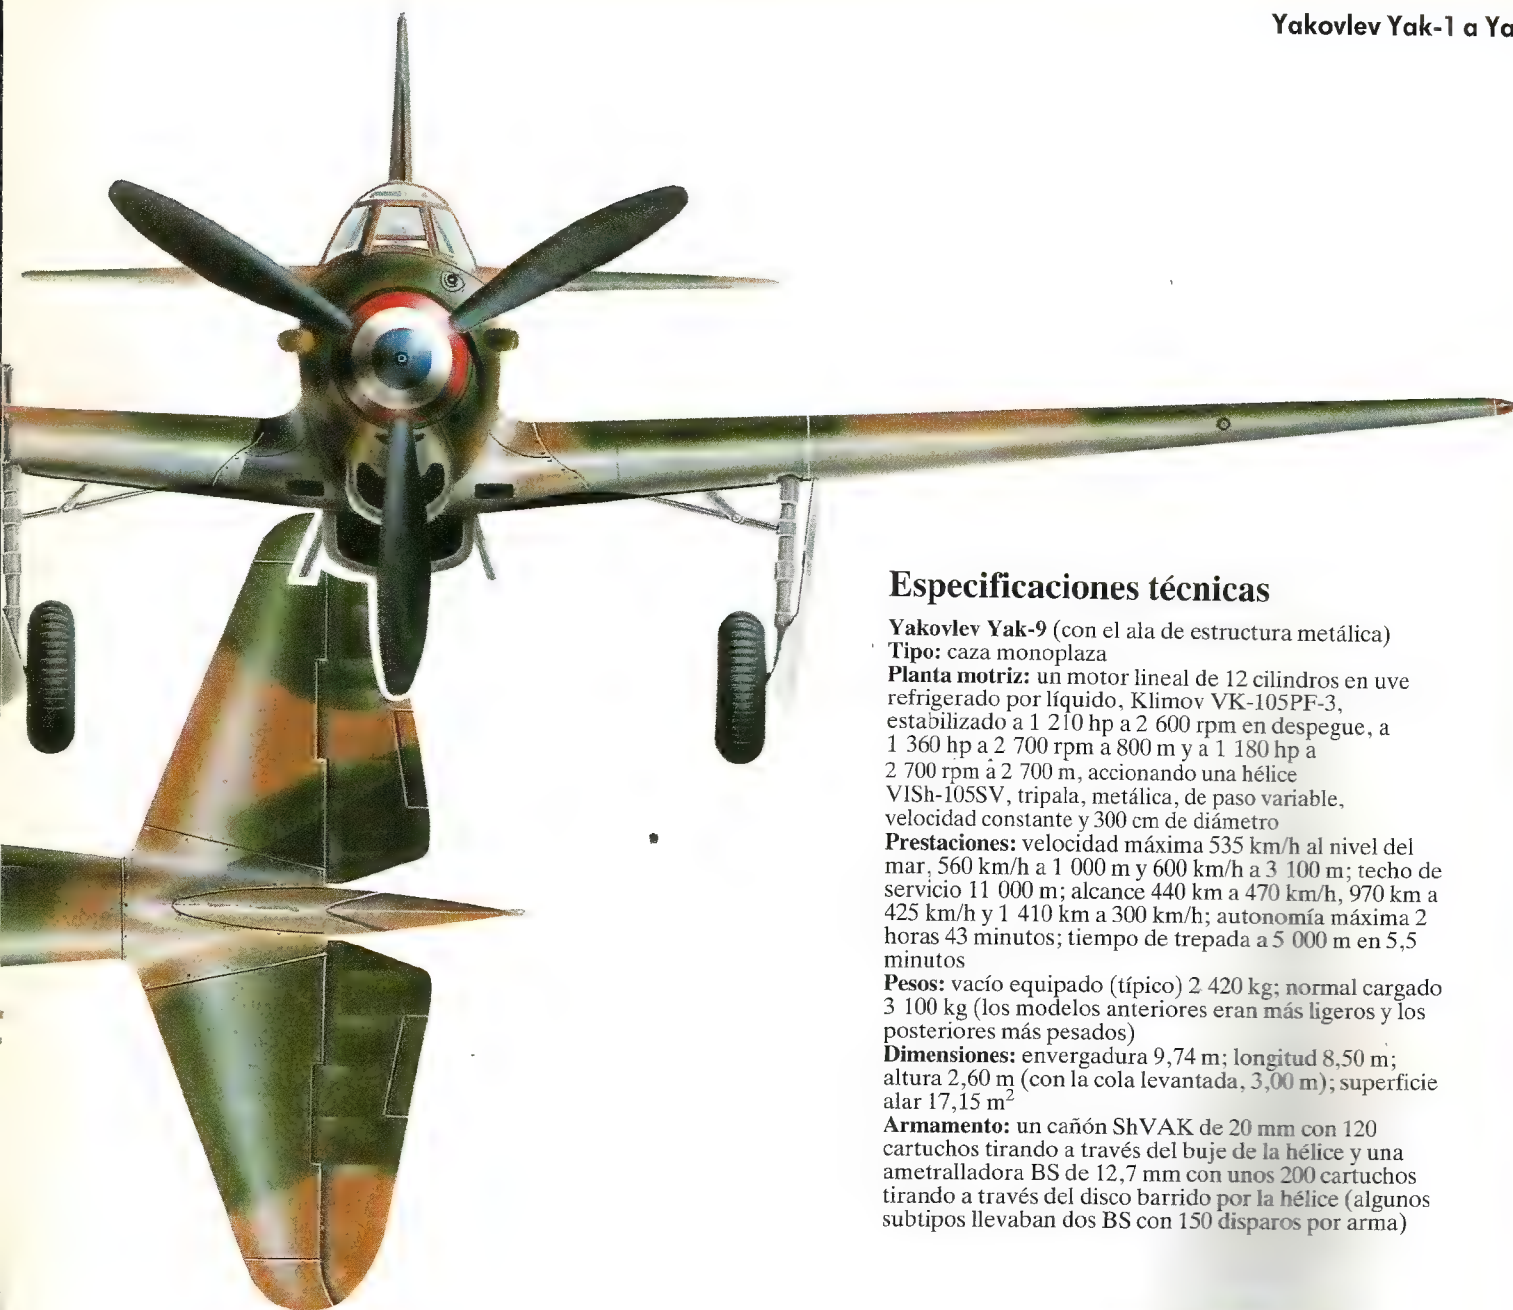 Yakovlev Yak-1 a Ya
Especificaciones técnicas
Yakovlev Yak-9 (con el ala de estructura metálica)
Tipo: caza monoplaza
Planta motriz: un motor lineal de 12 cilindros en uve
refrigerado por líquido, Klimov VK-105PF-3,
estabilizado a 1 210 hp a 2 600 rpm en despegue, a
1 360 hp a 2 700 rpm a 800 m y a 1 180 hp a
2 700 rpm a 2 700 m, accionando una hélice
VISh-105SV, tripala, metálica, de paso variable,
velocidad constante y 300 cm de diámetro
Prestaciones: velocidad máxima 535 km/h al nivel del
mar, 560 km/h a 1 000 m y 600 km/h a 3 100 m; techo de
servicio 11 000 m; alcance 440 km a 470 km/h, 970 km a
425 km/h y 1 410 km a 300 km/h; autonomía máxima 2
horas 43 minutos; tiempo de trepada a 5 000 m en 5,5
minutos
Pesos: vacío equipado (típico) 2 420 kg; normal cargado
3 100 kg (los modelos anteriores eran más ligeros y los
posteriores más pesados)
Dimensiones: envergadura 9,74 m; longitud 8,50 m;
altura 2,60 m (con la cola levantada, 3,00 m); superficie
alar 17,15 m²
Armamento: un cañón ShVAK de 20 mm con 120
cartuchos tirando a través del buje de la hélice y una
ametralladora BS de 12,7 mm con unos 200 cartuchos
tirando a través del disco barrido por la hélice (algunos
subtipos llevaban dos BS con 150 disparos por arma)